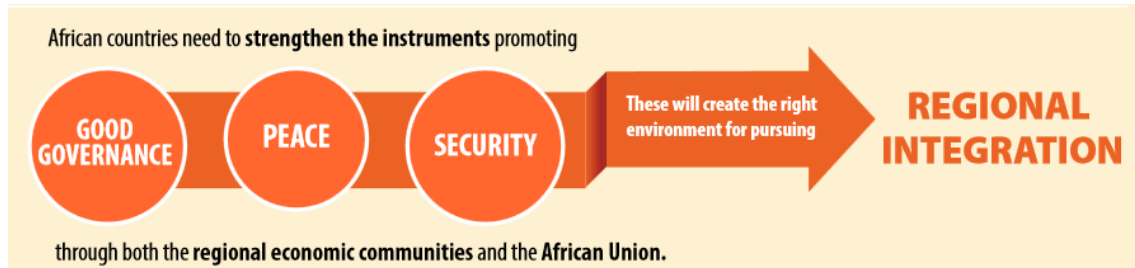 African countries need to strengthen the instruments promoting
GOOD
GOVERNANCE
PEACE
SECURITY
These will create the right
environment for pursuing
REGIONAL
INTEGRATION
through both the regional economic communities and the African Union.